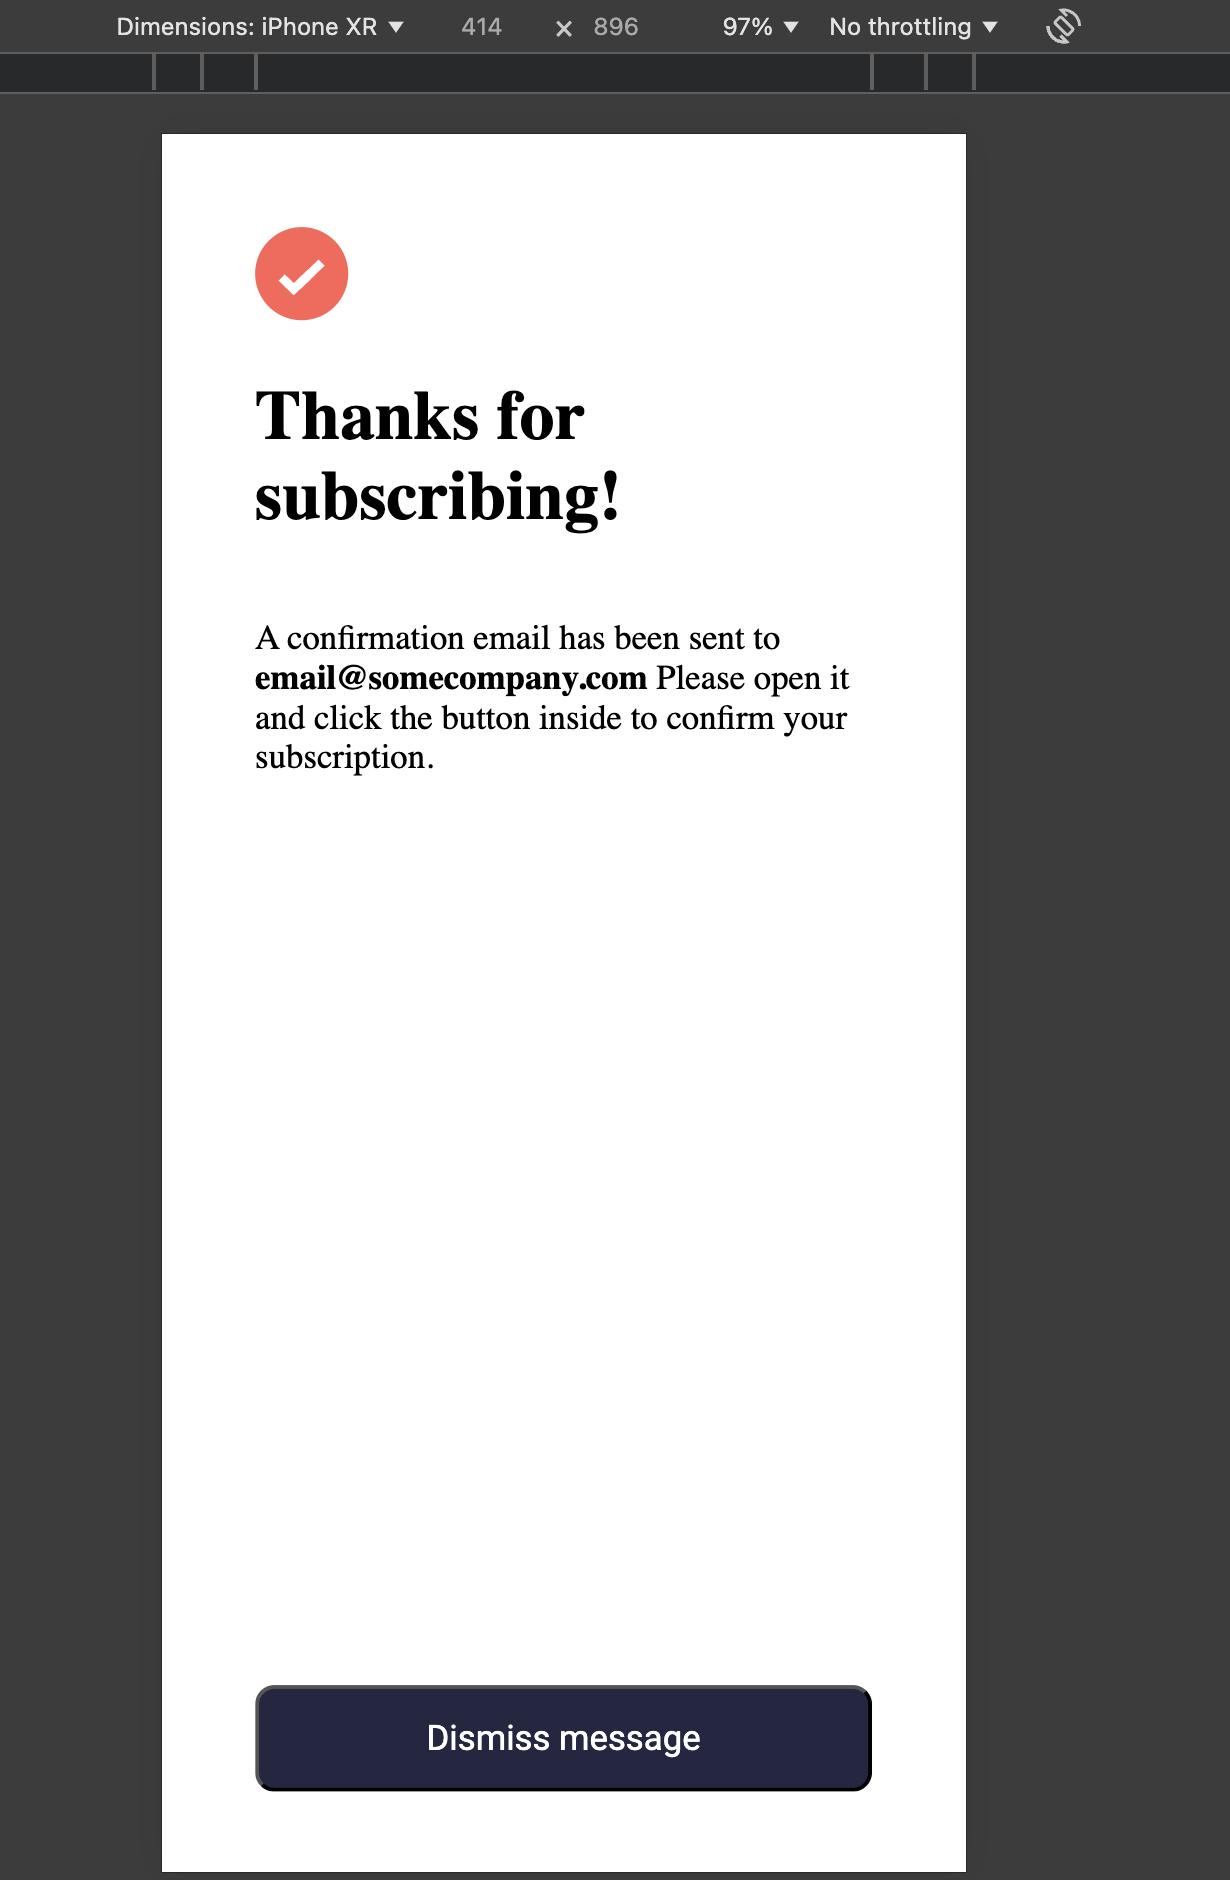 Dimensions: iPhone XR ▼ 414 × 896 97% ▼ No throttling ▼
Thanks for
subscribing!
A confirmation email has been sent to
email@somecompany.com Please open it
and click the button inside to confirm your
subscription.
Dismiss message